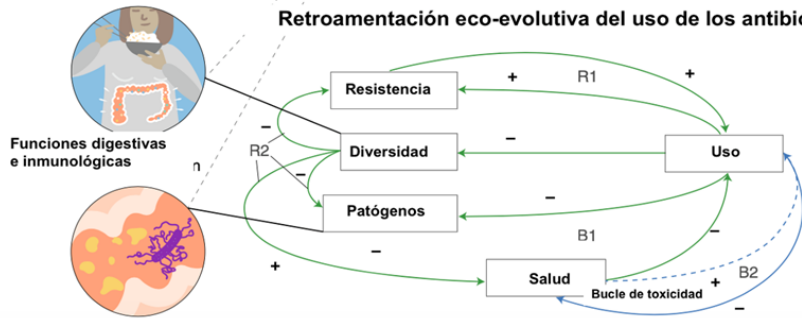 Retroamentación eco-evolutiva del uso de los antibió
Funciones digestivas
e inmunológicas
n
Resistencia
+
R1
+
–
Diversidad
–
Uso
R2
–
Patógenos
–
B1
–
–
+
Salud
Bucle de toxicidad
+
B2
–